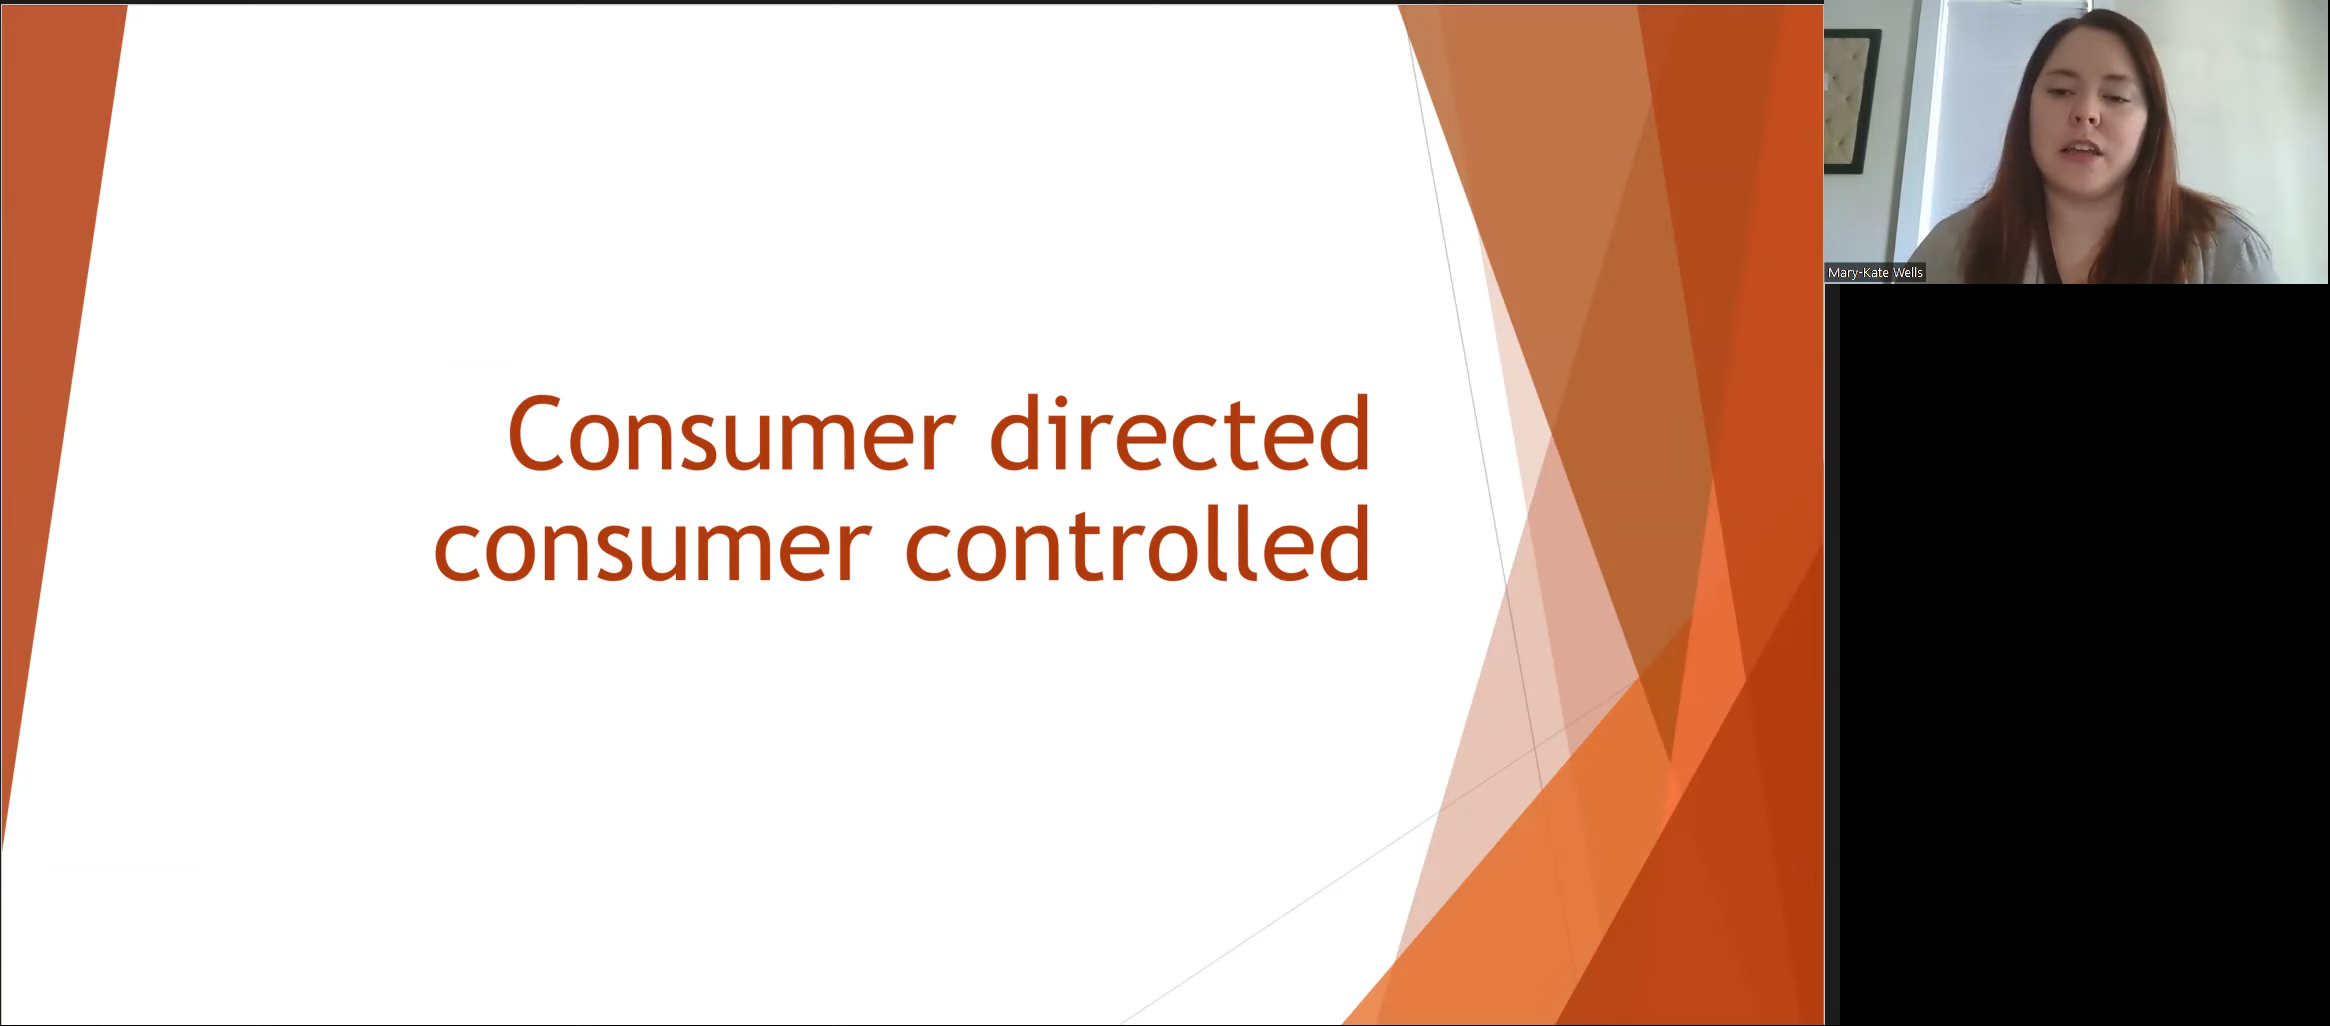 Consumer directed
consumer controlled
Mary-Kate Wells